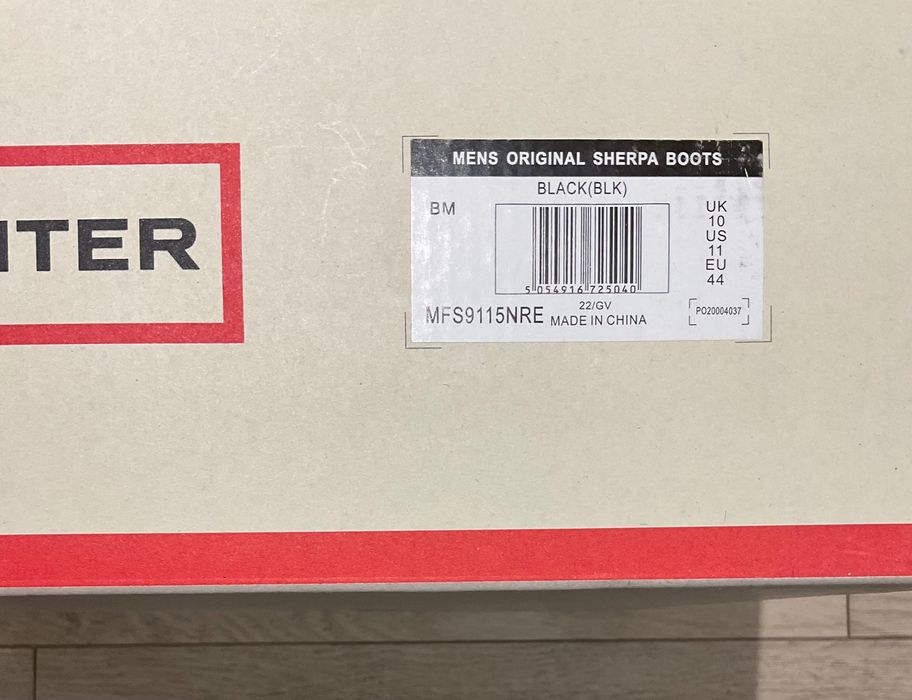 NTER
MENS ORIGINAL SHERPA BOOTS
BLACK(BLK)
BM
5 054916 725040
UK
10
US
11
EU
44
MFS9115NRE
22/GV
MADE IN CHINA
PO20004037